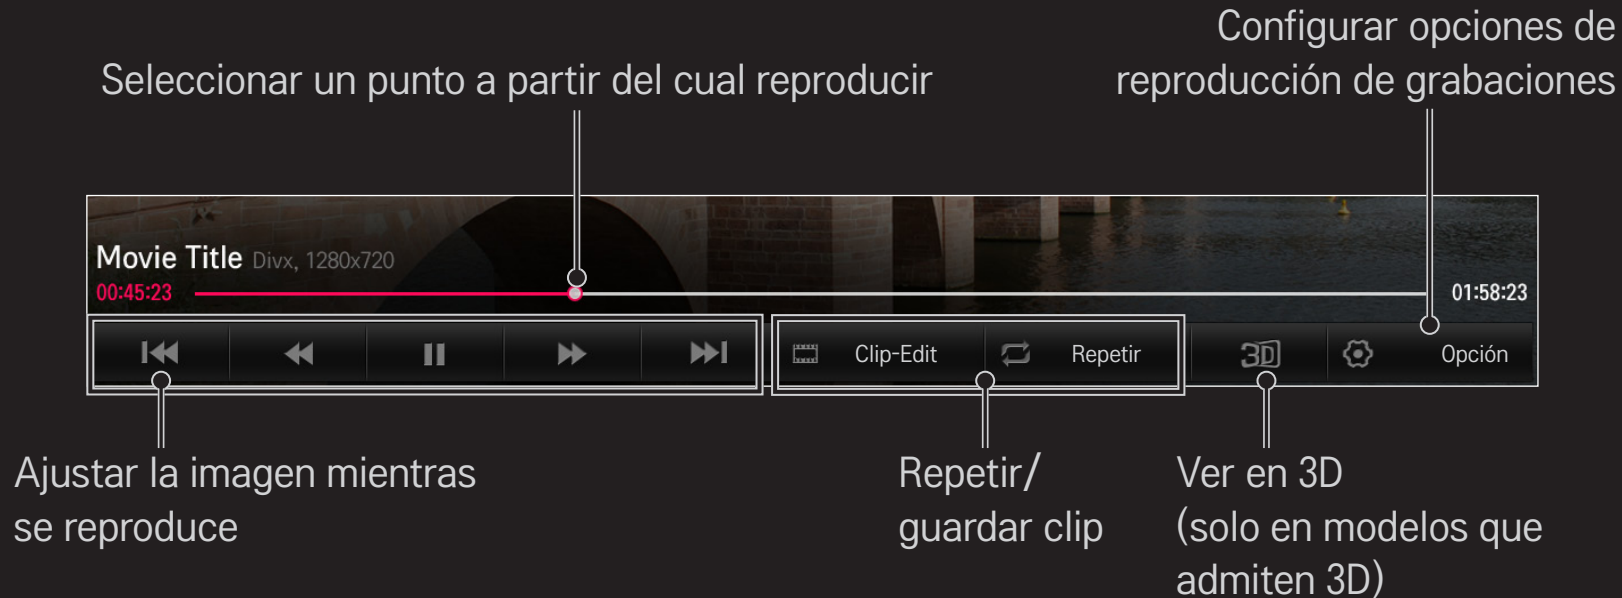 Configurar opciones de
reproducción de grabaciones
Seleccionar un punto a partir del cual reproducir
Movie Title Divx, 1280x720
00:45:23 01:58:23
Clip-Edit Repetir 3D Opción
Ajustar la imagen mientras
se reproduce
Repetir/
guardar clip
Ver en 3D
(solo en modelos que
admiten 3D)